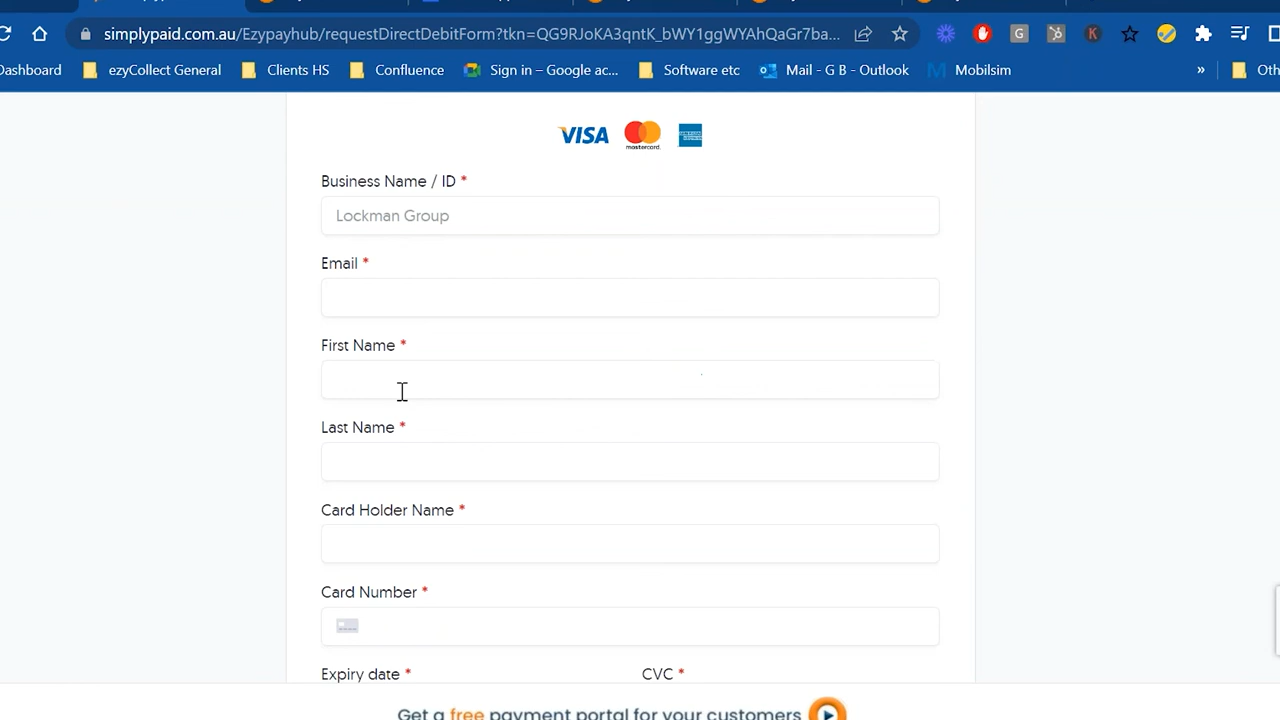 simplypaid.com.au/Ezypayhub/requestDirectDebitForm?tkn=QG9RJoKA3qntK_bWY1ggWYAhQaGr7ba...
Dashboard ezyCollect General Clients HS Confluence Sign in – Google ac... Software etc Mail - G B - Outlook Mobilsim » Oth
VISA mastercard
Business Name / ID *
Lockman Group
Email *
First Name *
Last Name *
Card Holder Name *
Card Number *
Expiry date * CVC *
Get a free payment portal for your customers